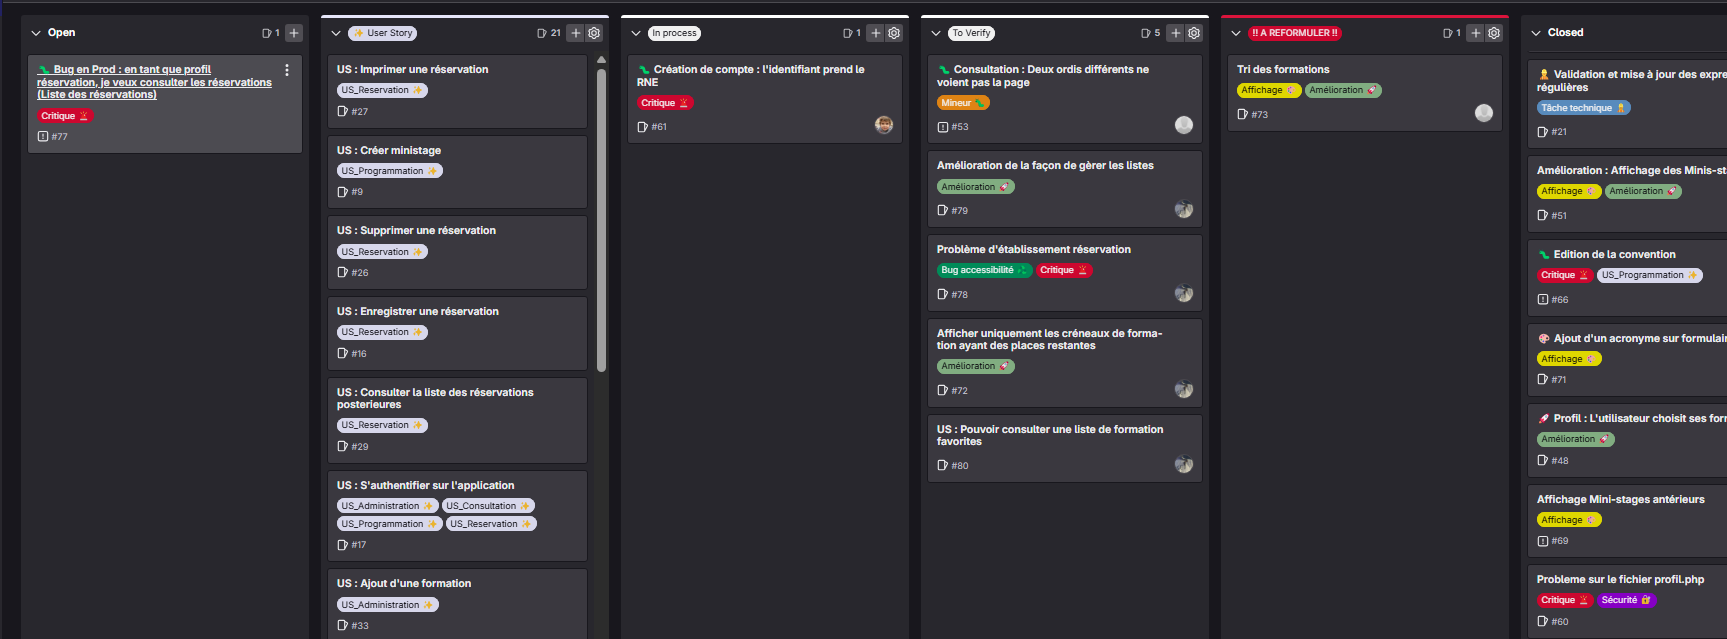 Open
1
Bug en Prod : en tant que profil
réservation, je veux consulter les réservations
(Liste des réservations)
Critique
#77
User Story
21
US : Imprimer une réservation
US_Reservation
#27
US : Créer ministage
US_Programmation
#9
US : Supprimer une réservation
US_Reservation
#26
US : Enregistrer une réservation
US_Reservation
#16
US : Consulter la liste des réservations
posterieures
US_Reservation
#29
US : S'authentifier sur l'application
US_Administration
US_Consultation
US_Programmation
US_Reservation
#17
US : Ajout d'une formation
US_Administration
#33
In process
1
Création de compte : l'identifiant prend le
RNE
Critique
#61
To Verify
5
Consultation : Deux ordis différents ne
voient pas la page
Mineur
#53
Amélioration de la façon de gèrer les listes
Amélioration
#79
Problème d'établissement réservation
Bug accessibilité
Critique
#78
Afficher uniquement les créneaux de forma-
tion ayant des places restantes
Amélioration
#72
US : Pouvoir consulter une liste de formation
favorites
#80
!! A REFORMULER !!
1
Tri des formations
Affichage
Amélioration
#73
Closed
Validation et mise à jour des expre
régulières
Tâche technique
#21
Amélioration : Affichage des Minis-st
Affichage
Amélioration
#51
Edition de la convention
Critique
US_Programmation
#66
Ajout d'un acronyme sur formulair
Affichage
#71
Profil : L'utilisateur choisit ses for
Amélioration
#48
Affichage Mini-stages antérieurs
Affichage
#69
Probleme sur le fichier profil.php
Critique
Sécurité
#60